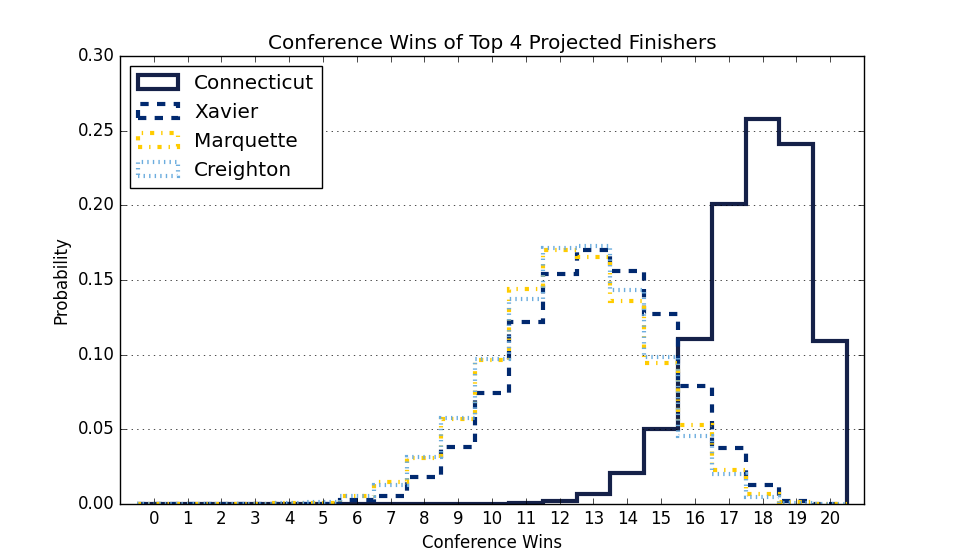 Conference Wins of Top 4 Projected Finishers
0.30
0.25
0.20
0.15
0.10
0.05
0.00
Probability
Connecticut
Xavier
Marquette
Creighton
0 1 2 3 4 5 6 7 8 9 10 11 12 13 14 15 16 17 18 19 20
Conference Wins